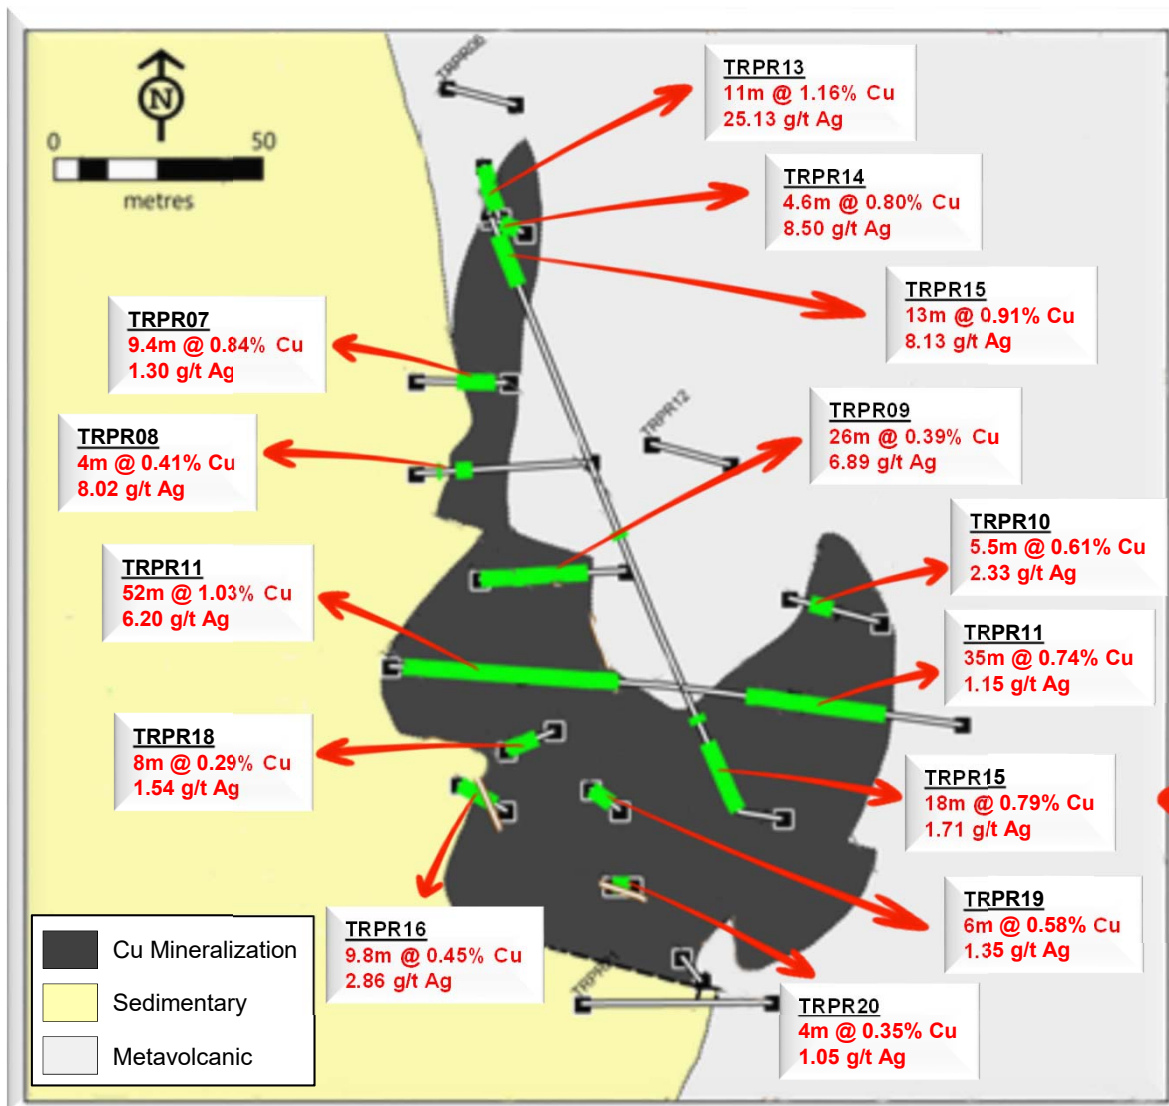 TRPR06
N
0 50
metres
TRPR13
11m @ 1.16% Cu
25.13 g/t Ag
TRPR14
4.6m @ 0.80% Cu
8.50 g/t Ag
TRPR15
13m @ 0.91% Cu
8.13 g/t Ag
TRPR07
9.4m @ 0.84% Cu
1.30 g/t Ag
TRPR12
TRPR09
26m @ 0.39% Cu
6.89 g/t Ag
TRPR08
4m @ 0.41% Cu
8.02 g/t Ag
TRPR10
5.5m @ 0.61% Cu
2.33 g/t Ag
TRPR11
52m @ 1.03% Cu
6.20 g/t Ag
TRPR11
35m @ 0.74% Cu
1.15 g/t Ag
TRPR18
8m @ 0.29% Cu
1.54 g/t Ag
TRPR15
18m @ 0.79% Cu
1.71 g/t Ag
TRPR19
6m @ 0.58% Cu
1.35 g/t Ag
TRPR16
9.8m @ 0.45% Cu
2.86 g/t Ag
TRPR20
4m @ 0.35% Cu
1.05 g/t Ag
Cu Mineralization
Sedimentary
Metavolcanic